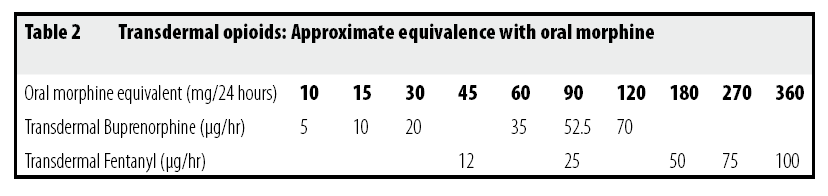 Table 2 Transdermal opioids: Approximate equivalence with oral morphine
Oral morphine equivalent (mg/24 hours) 10 15 30 45 60 90 120 180 270 360
Transdermal Buprenorphine (µg/hr) 5 10 20 35 52.5 70
Transdermal Fentanyl (µg/hr) 12 25 50 75 100